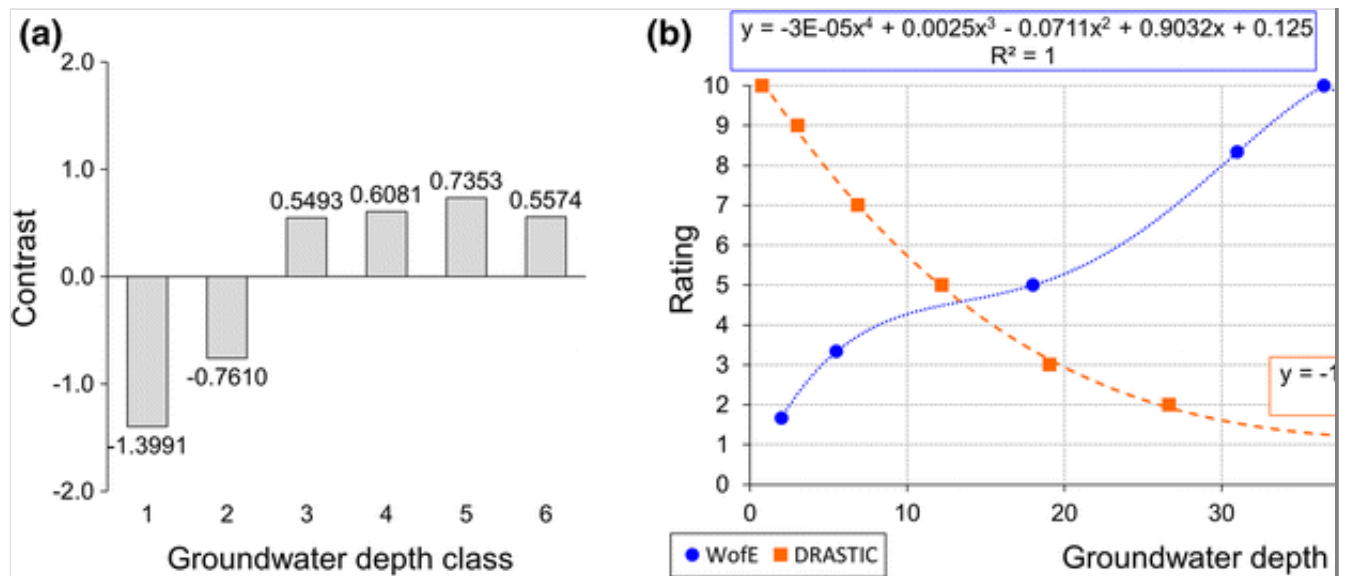 (a)
2.0
1.0
0.0
-1.0
-2.0
Contrast
-1.3991
-0.7610
0.5493
0.6081
0.7353
0.5574
1 2 3 4 5 6
Groundwater depth class
(b)
y = -3E-05x⁴ + 0.0025x³ - 0.0711x² + 0.9032x + 0.125
R² = 1
10
9
8
7
6
5
4
3
2
1
0
Rating
y = -1
0 10 20 30
WofE DRASTIC
Groundwater depth